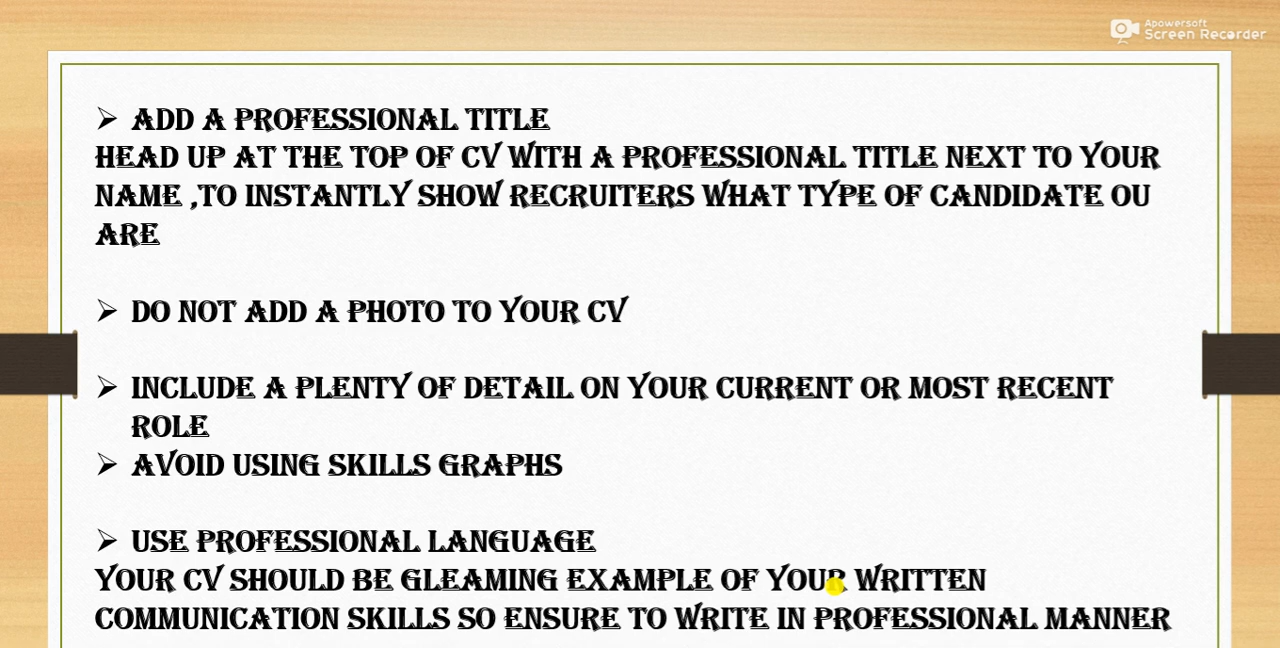 Apowersoft
Screen Recorder
➢ ADD A PROFESSIONAL TITLE
HEAD UP AT THE TOP OF CV WITH A PROFESSIONAL TITLE NEXT TO YOUR
NAME ,TO INSTANTLY SHOW RECRUITERS WHAT TYPE OF CANDIDATE OU
ARE
➢ DO NOT ADD A PHOTO TO YOUR CV
➢ INCLUDE A PLENTY OF DETAIL ON YOUR CURRENT OR MOST RECENT
ROLE
➢ AVOID USING SKILLS GRAPHS
➢ USE PROFESSIONAL LANGUAGE
YOUR CV SHOULD BE GLEAMING EXAMPLE OF YOUR WRITTEN
COMMUNICATION SKILLS SO ENSURE TO WRITE IN PROFESSIONAL MANNER